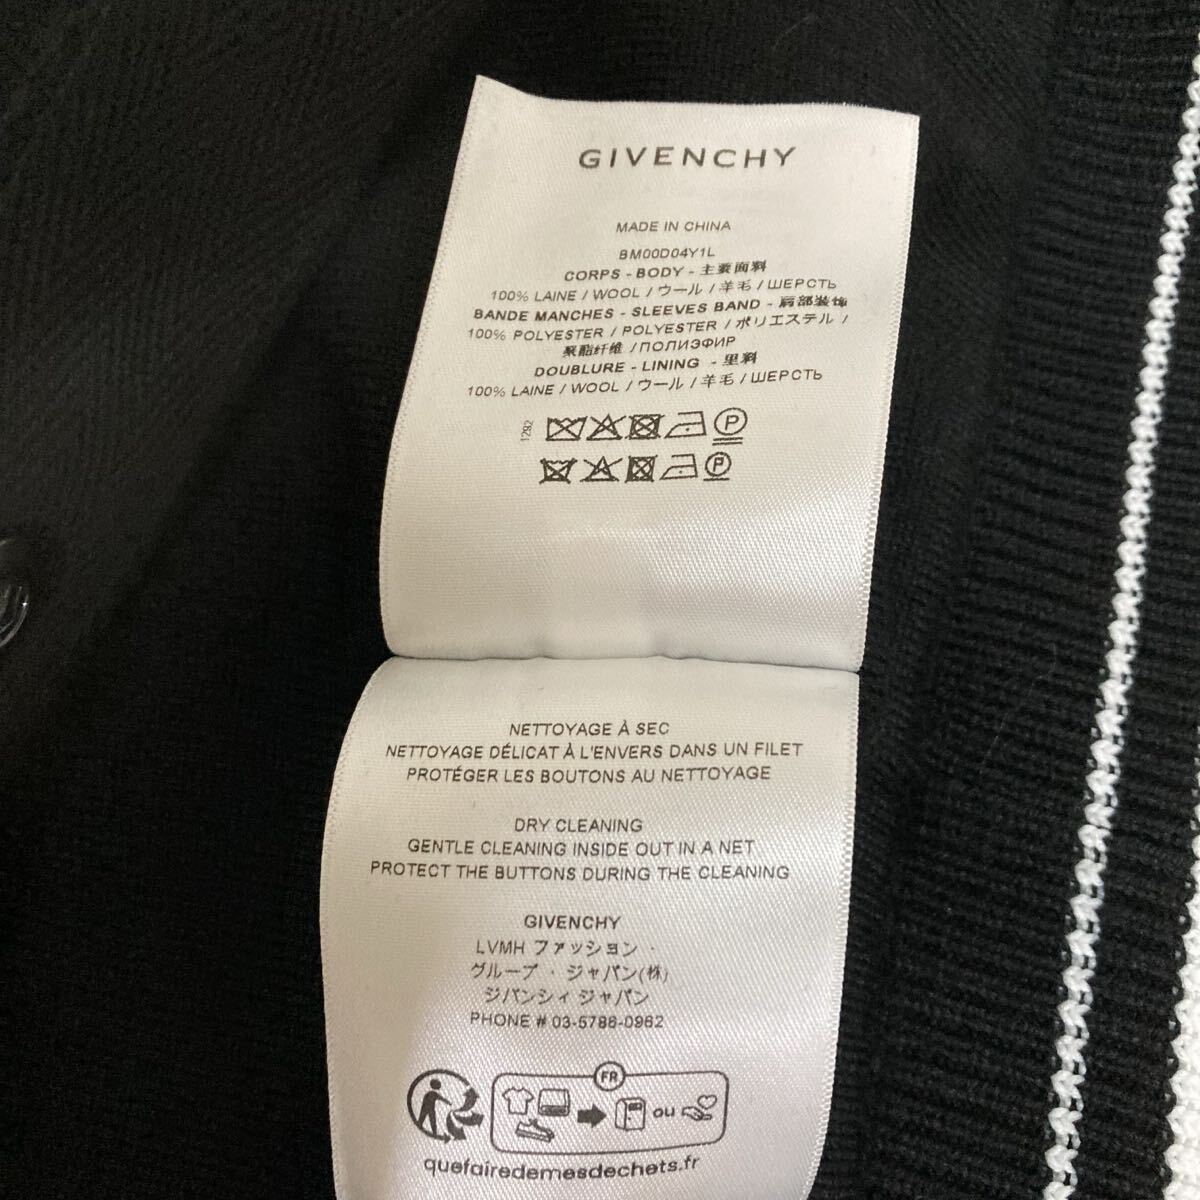 GIVENCHY
MADE IN CHINA
BM00D04Y1L
CORPS - BODY - 主要面料
100% LAINE / WOOL / ウール / 羊毛 / ШЕРСТЬ
BANDE MANCHES - SLEEVES BAND - 肩部装饰
100% POLYESTER / POLYESTER / ポリエステル /
聚酯纤维 / ПОЛИЭФИР
DOUBLURE - LINING - 里料
100% LAINE / WOOL / ウール / 羊毛 / ШЕРСТЬ
1292
P
P
NETTOYAGE À SEC
NETTOYAGE DÉLICAT À L'ENVERS DANS UN FILET
PROTÉGER LES BOUTONS AU NETTOYAGE
DRY CLEANING
GENTLE CLEANING INSIDE OUT IN A NET
PROTECT THE BUTTONS DURING THE CLEANING
GIVENCHY
LVMH ファッション ・
グループ ・ ジャパン(株)
ジバンシィ ジャパン
PHONE # 03-5786-0962
FR
ou
quefairedemesdechets.fr